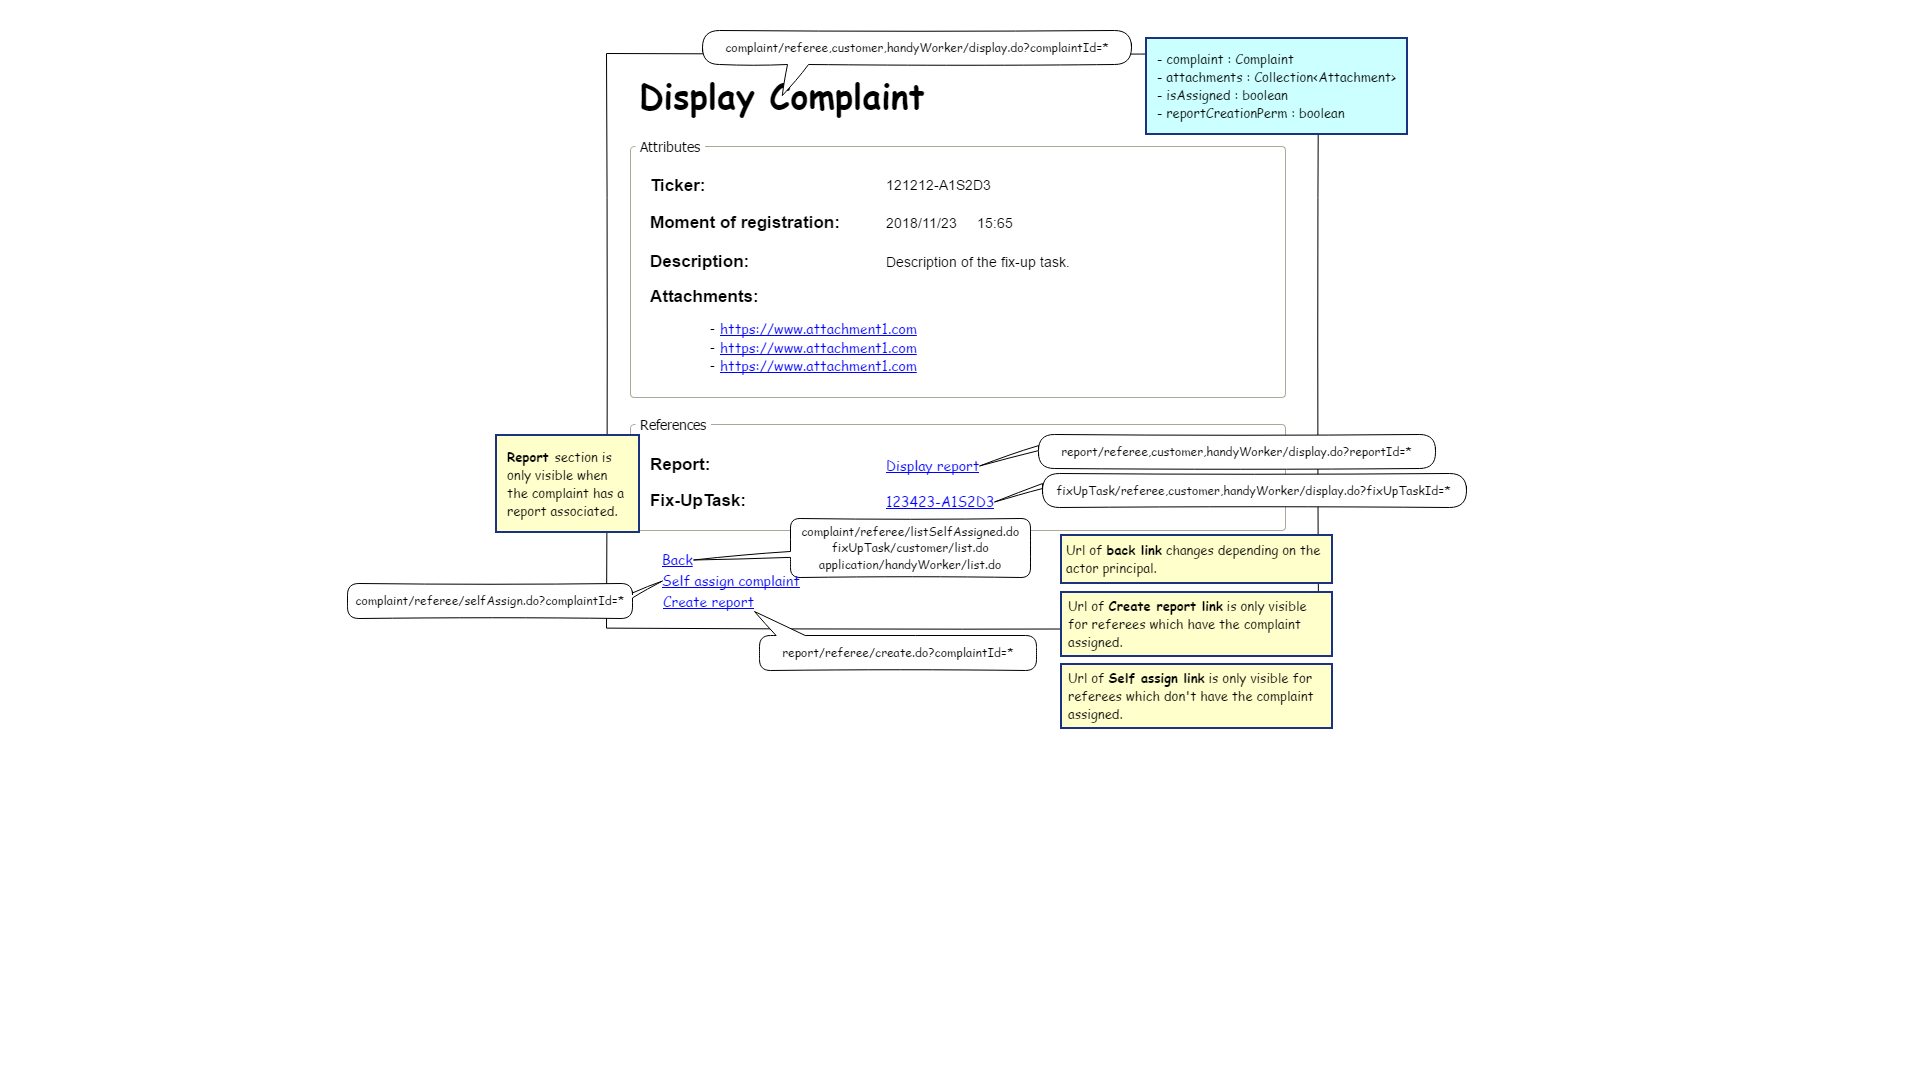 complaint/referee,customer,handyWorker/display.do?complaintId=*
- complaint : Complaint
- attachments : Collection<Attachment>
- isAssigned : boolean
- reportCreationPerm : boolean
Display Complaint
Attributes
Ticker: 121212-A1S2D3
Moment of registration: 2018/11/23 15:65
Description: Description of the fix-up task.
Attachments:
- https://www.attachment1.com
- https://www.attachment1.com
- https://www.attachment1.com
References
Report section is
only visible when
the complaint has a
report associated.
Report: Display report
report/referee,customer,handyWorker/display.do?reportId=*
Fix-UpTask: 123423-A1S2D3
fixUpTask/referee,customer,handyWorker/display.do?fixUpTaskId=*
complaint/referee/listSelfAssigned.do
fixUpTask/customer/list.do
application/handyWorker/list.do
Back
Self assign complaint
Create report
complaint/referee/selfAssign.do?complaintId=*
report/referee/create.do?complaintId=*
Url of back link changes depending on the
actor principal.
Url of Create report link is only visible
for referees which have the complaint
assigned.
Url of Self assign link is only visible for
referees which don't have the complaint
assigned.